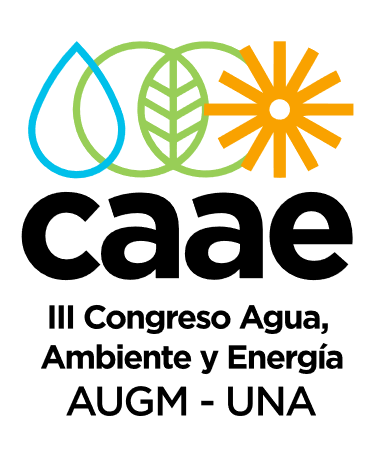 caae
III Congreso Agua,
Ambiente y Energía
AUGM - UNA